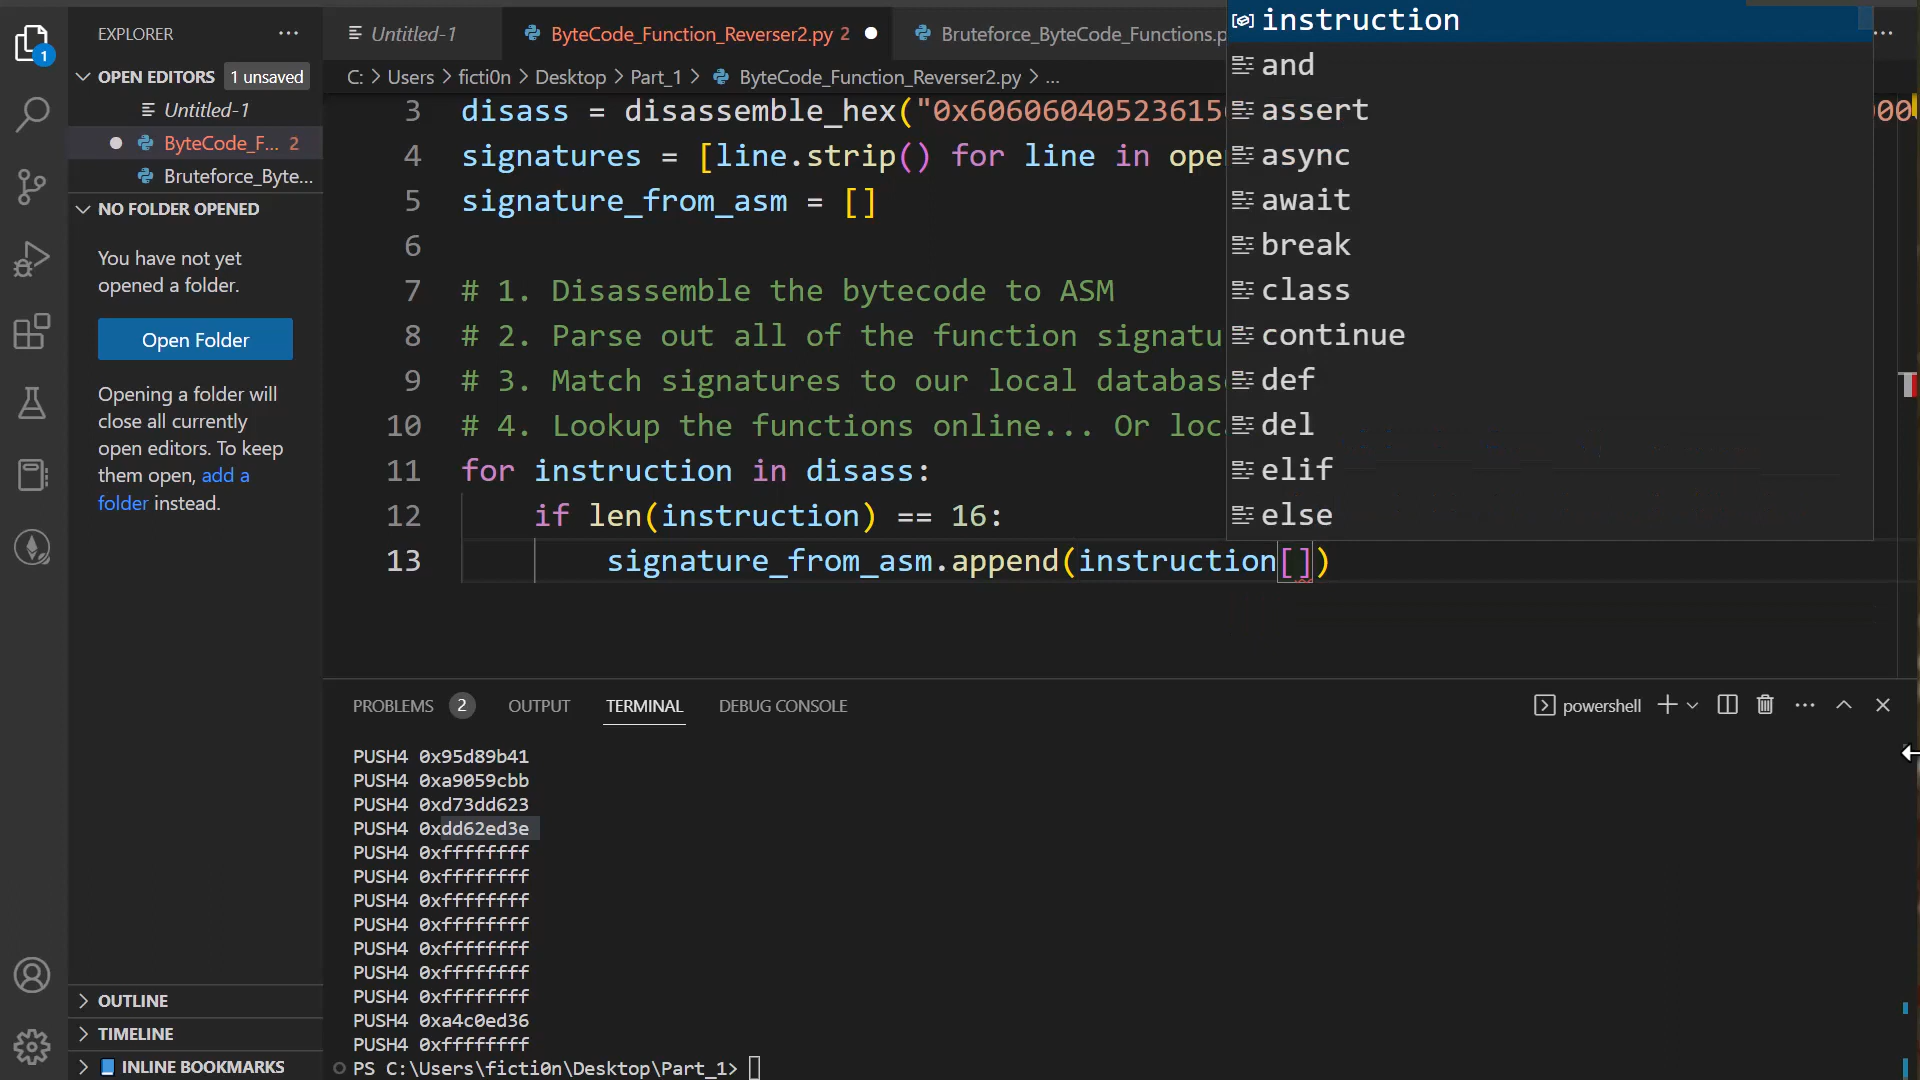 EXPLORER
OPEN EDITORS 1 unsaved
Untitled-1
ByteCode_F... 2
Bruteforce_Byte...
NO FOLDER OPENED
You have not yet
opened a folder.
Open Folder
Opening a folder will
close all currently
open editors. To keep
them open, add a
folder instead.
OUTLINE
TIMELINE
INLINE BOOKMARKS
1
Untitled-1
ByteCode_Function_Reverser2.py 2
Bruteforce_ByteCode_Functions.p
C: > Users > ficti0n > Desktop > Part_1 > ByteCode_Function_Reverser2.py > ...
3 disass = disassemble_hex("0x60606040523615
4 signatures = [line.strip() for line in ope
5 signature_from_asm = []
6
7 # 1. Disassemble the bytecode to ASM
8 # 2. Parse out all of the function signatu
9 # 3. Match signatures to our local databas
10 # 4. Lookup the functions online... Or loc
11 for instruction in disass:
12 if len(instruction) == 16:
13 signature_from_asm.append(instruction[])
instruction
and
assert
async
await
break
class
continue
def
del
elif
else
PROBLEMS 2 OUTPUT TERMINAL DEBUG CONSOLE
powershell
PUSH4 0x95d89b41
PUSH4 0xa9059cbb
PUSH4 0xd73dd623
PUSH4 0xdd62ed3e
PUSH4 0xffffffff
PUSH4 0xffffffff
PUSH4 0xffffffff
PUSH4 0xffffffff
PUSH4 0xffffffff
PUSH4 0xffffffff
PUSH4 0xffffffff
PUSH4 0xa4c0ed36
PUSH4 0xffffffff
PS C:\Users\ficti0n\Desktop\Part_1>